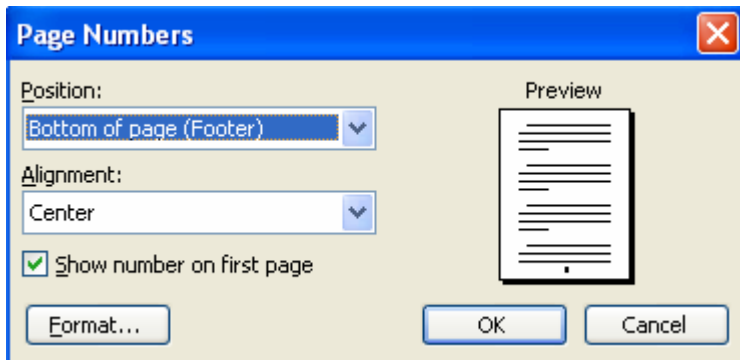 Page Numbers
Position:
Preview
Bottom of page (Footer)
Alignment:
Center
Show number on first page
Format...
OK
Cancel